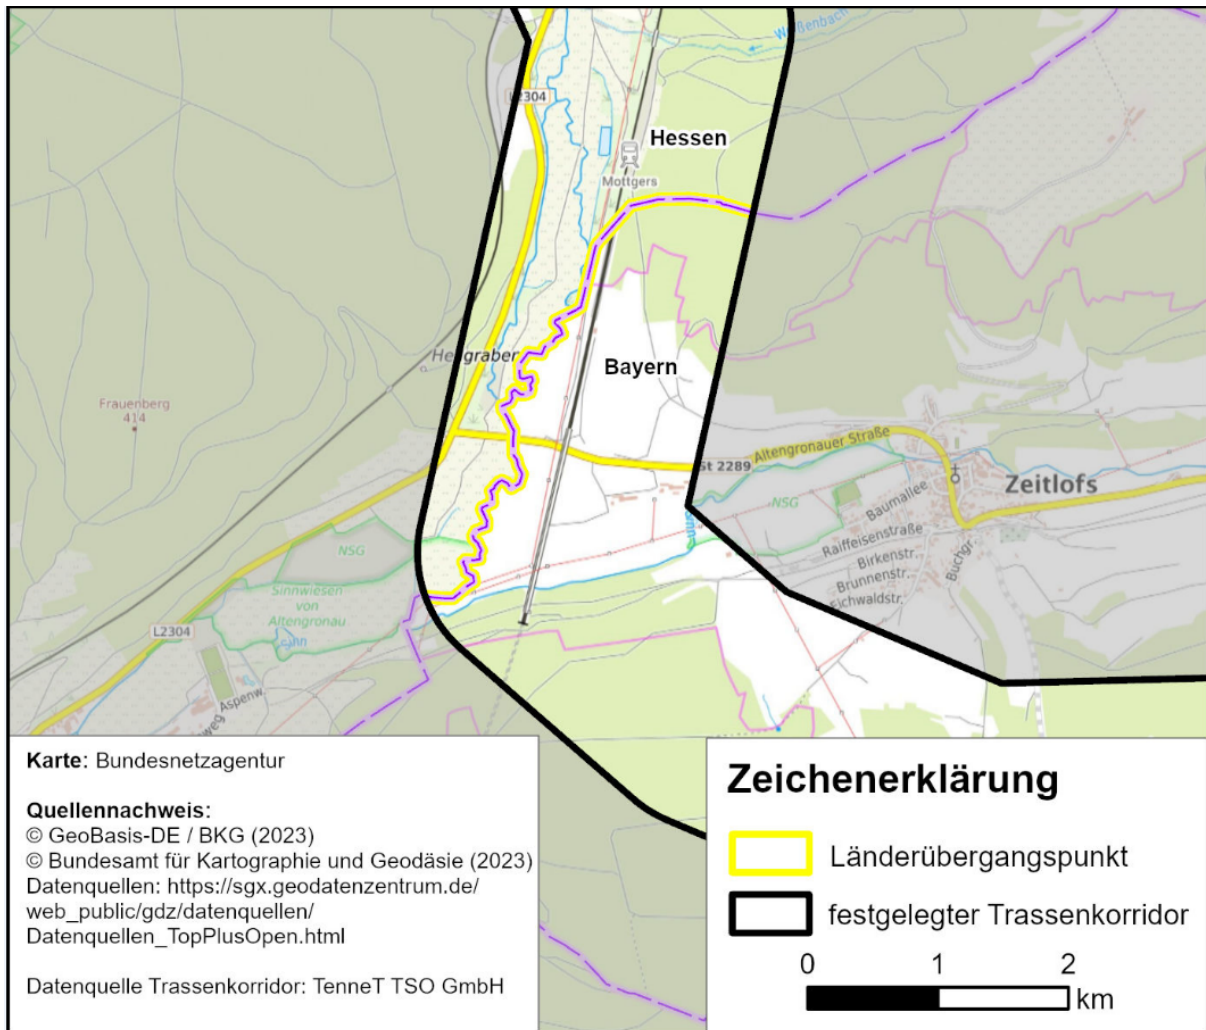 Weißenbach
L2304
Hessen
Mottgers
Bayern
Frauenberg
414
Altengronauer Straße
St 2289
Zeitlofs
NSG
Baumallee
Raiffeisenstraße
Birkenstr.
Buchgr.
Brunnenstr.
Eichwaldstr.
NSG
Sinnwiesen
von
Altengronau
L2304
Aspenw.
Karte: Bundesnetzagentur
Quellennachweis:
© GeoBasis-DE / BKG (2023)
© Bundesamt für Kartographie und Geodäsie (2023)
Datenquellen: https://sgx.geodatenzentrum.de/
web_public/gdz/datenquellen/
Datenquellen_TopPlusOpen.html
Datenquelle Trassenkorridor: TenneT TSO GmbH
Zeichenerklärung
Länderübergangspunkt
festgelegter Trassenkorridor
0 1 2
km